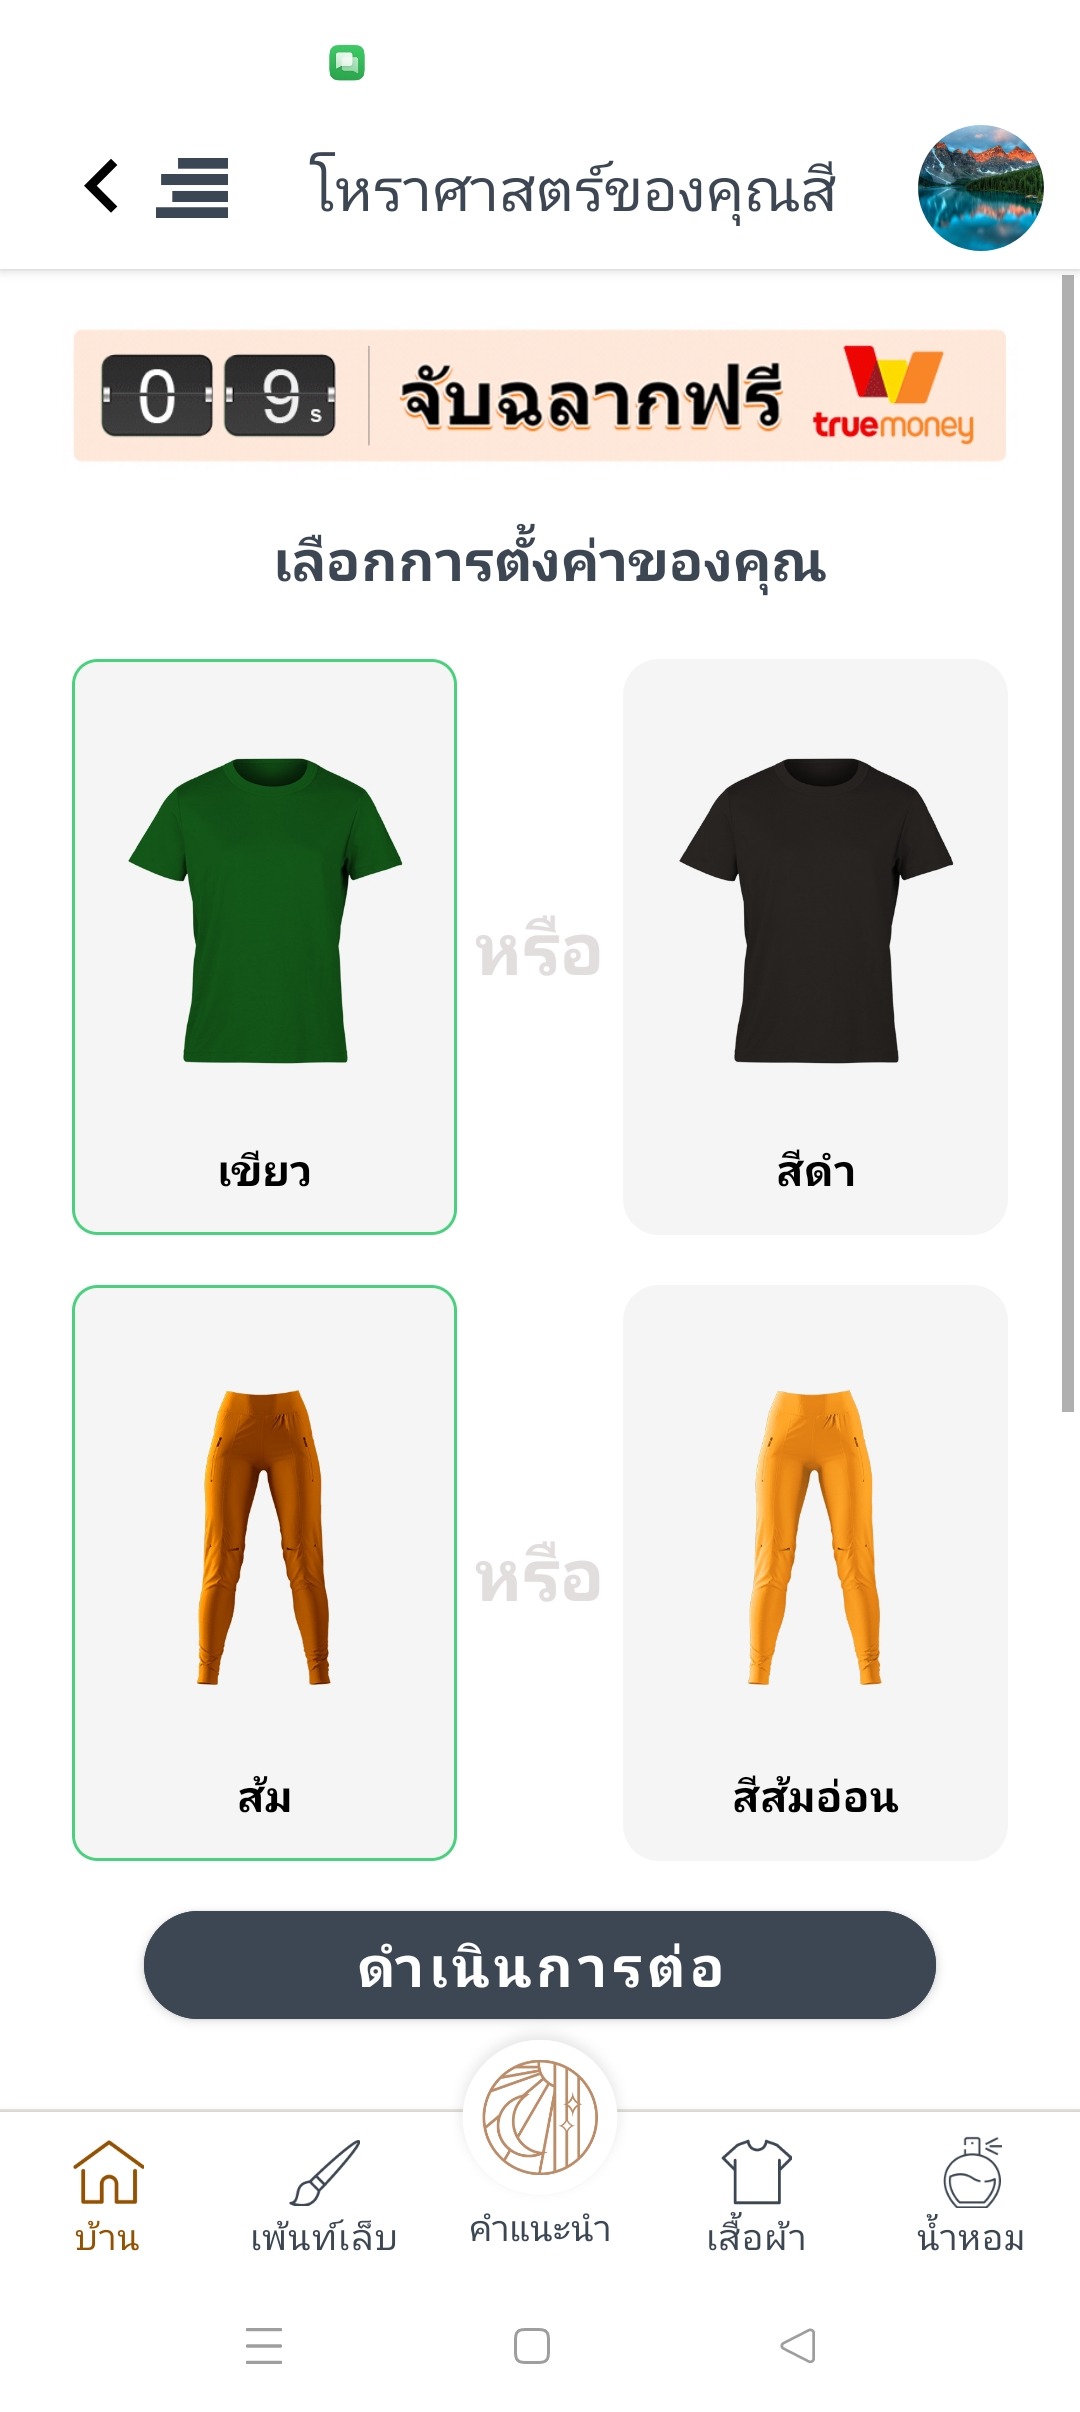 โหราศาสตร์ของคุณสี
0 9 s จับฉลากฟรี truemoney
เลือกการตั้งค่าของคุณ
หรือ
เขียว สีดำ
หรือ
ส้ม สีส้มอ่อน
ดำเนินการต่อ
บ้าน เพ้นท์เล็บ คำแนะนำ เสื้อผ้า น้ำหอม